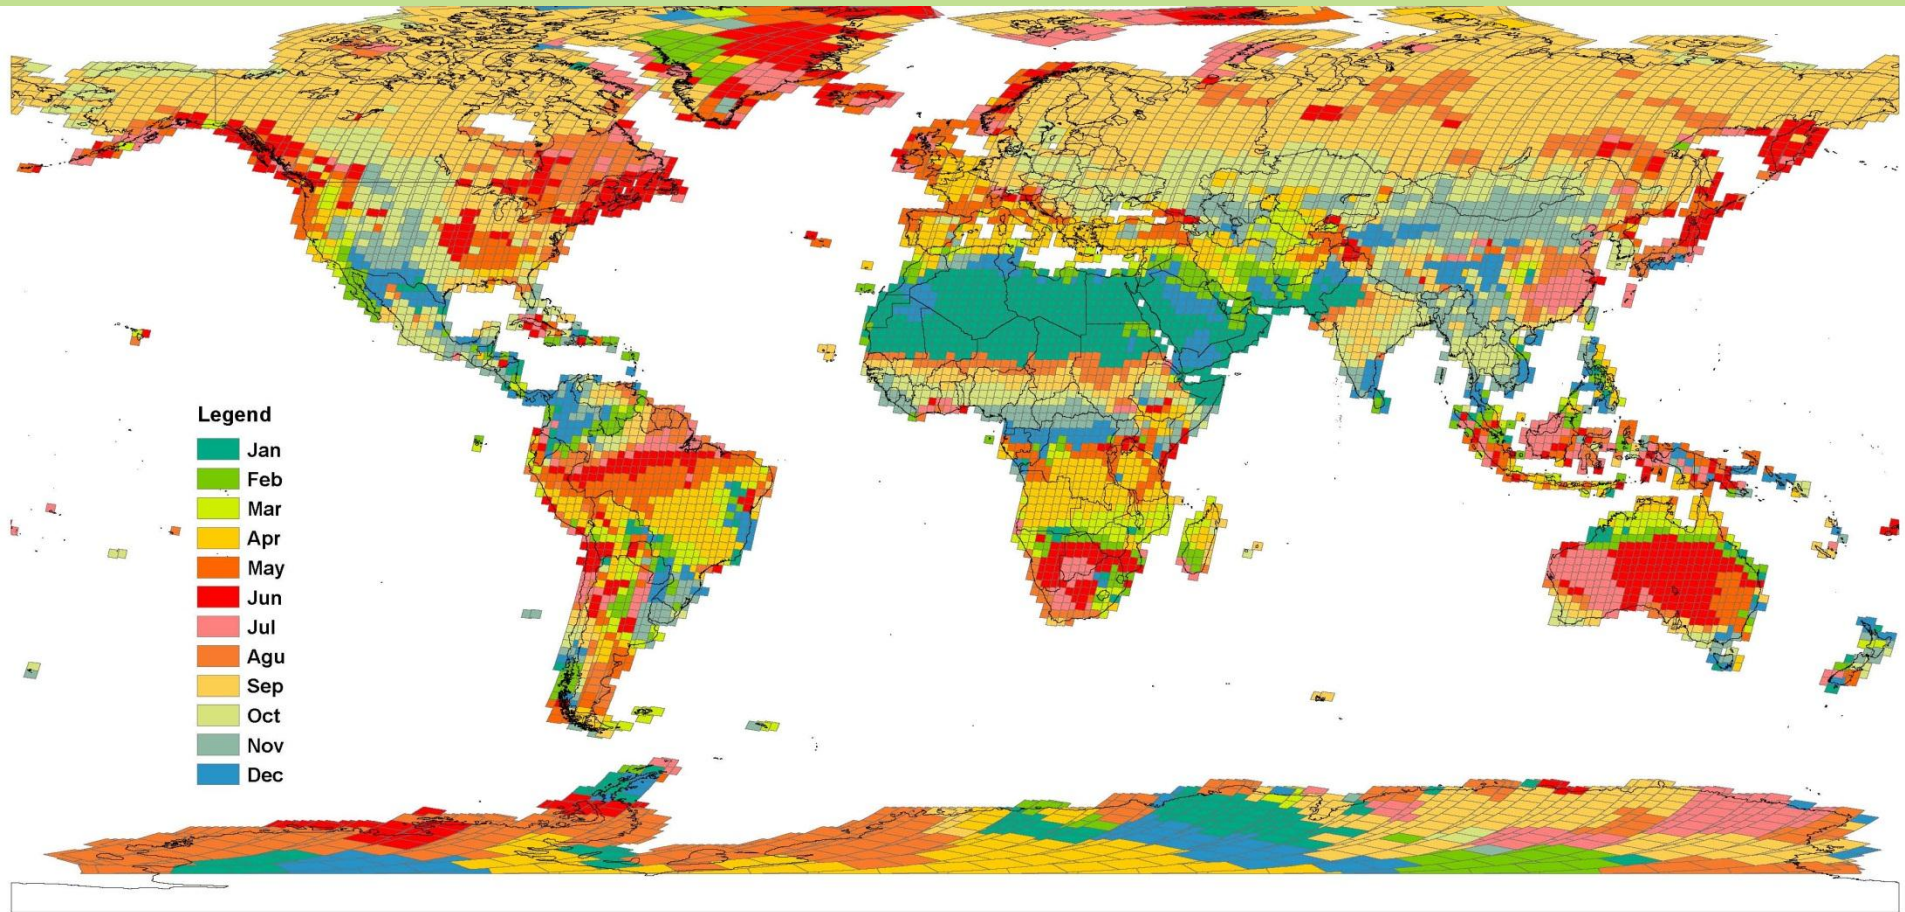 Legend
Jan
Feb
Mar
Apr
May
Jun
Jul
Agu
Sep
Oct
Nov
Dec